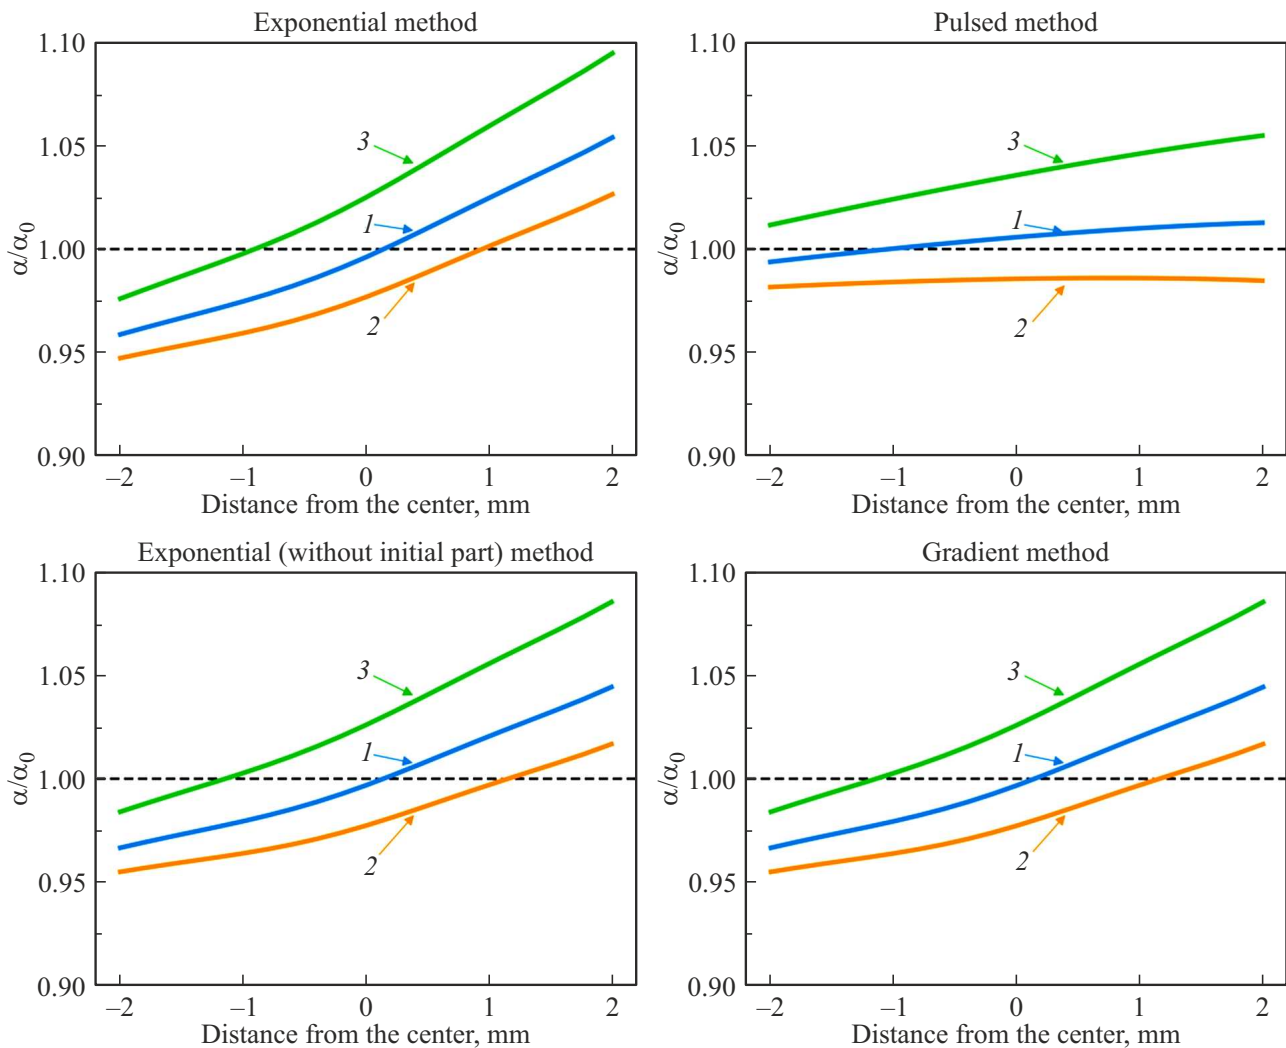 Exponential method
1.10
1.05
1.00
0.95
0.90
α/α0
3
1
2
–2 –1 0 1 2
Distance from the center, mm
Pulsed method
1.10
1.05
1.00
0.95
0.90
α/α0
3
1
2
–2 –1 0 1 2
Distance from the center, mm
Exponential (without initial part) method
1.10
1.05
1.00
0.95
0.90
α/α0
3
1
2
–2 –1 0 1 2
Distance from the center, mm
Gradient method
1.10
1.05
1.00
0.95
0.90
α/α0
3
1
2
–2 –1 0 1 2
Distance from the center, mm